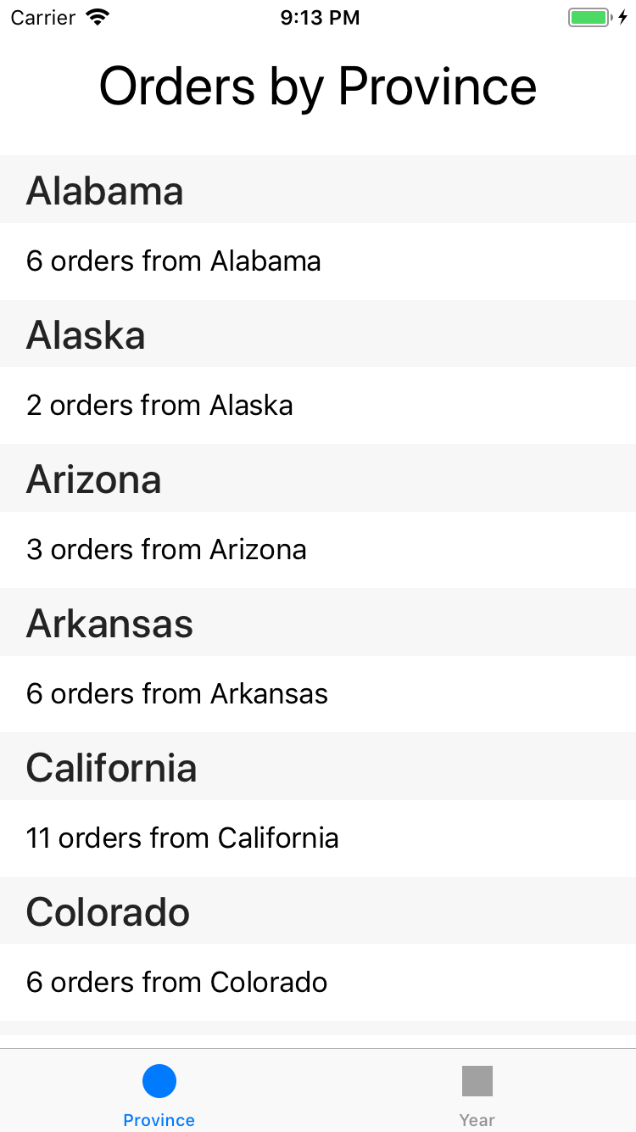 Carrier 9:13 PM
Orders by Province
Alabama
6 orders from Alabama
Alaska
2 orders from Alaska
Arizona
3 orders from Arizona
Arkansas
6 orders from Arkansas
California
11 orders from California
Colorado
6 orders from Colorado
Province Year